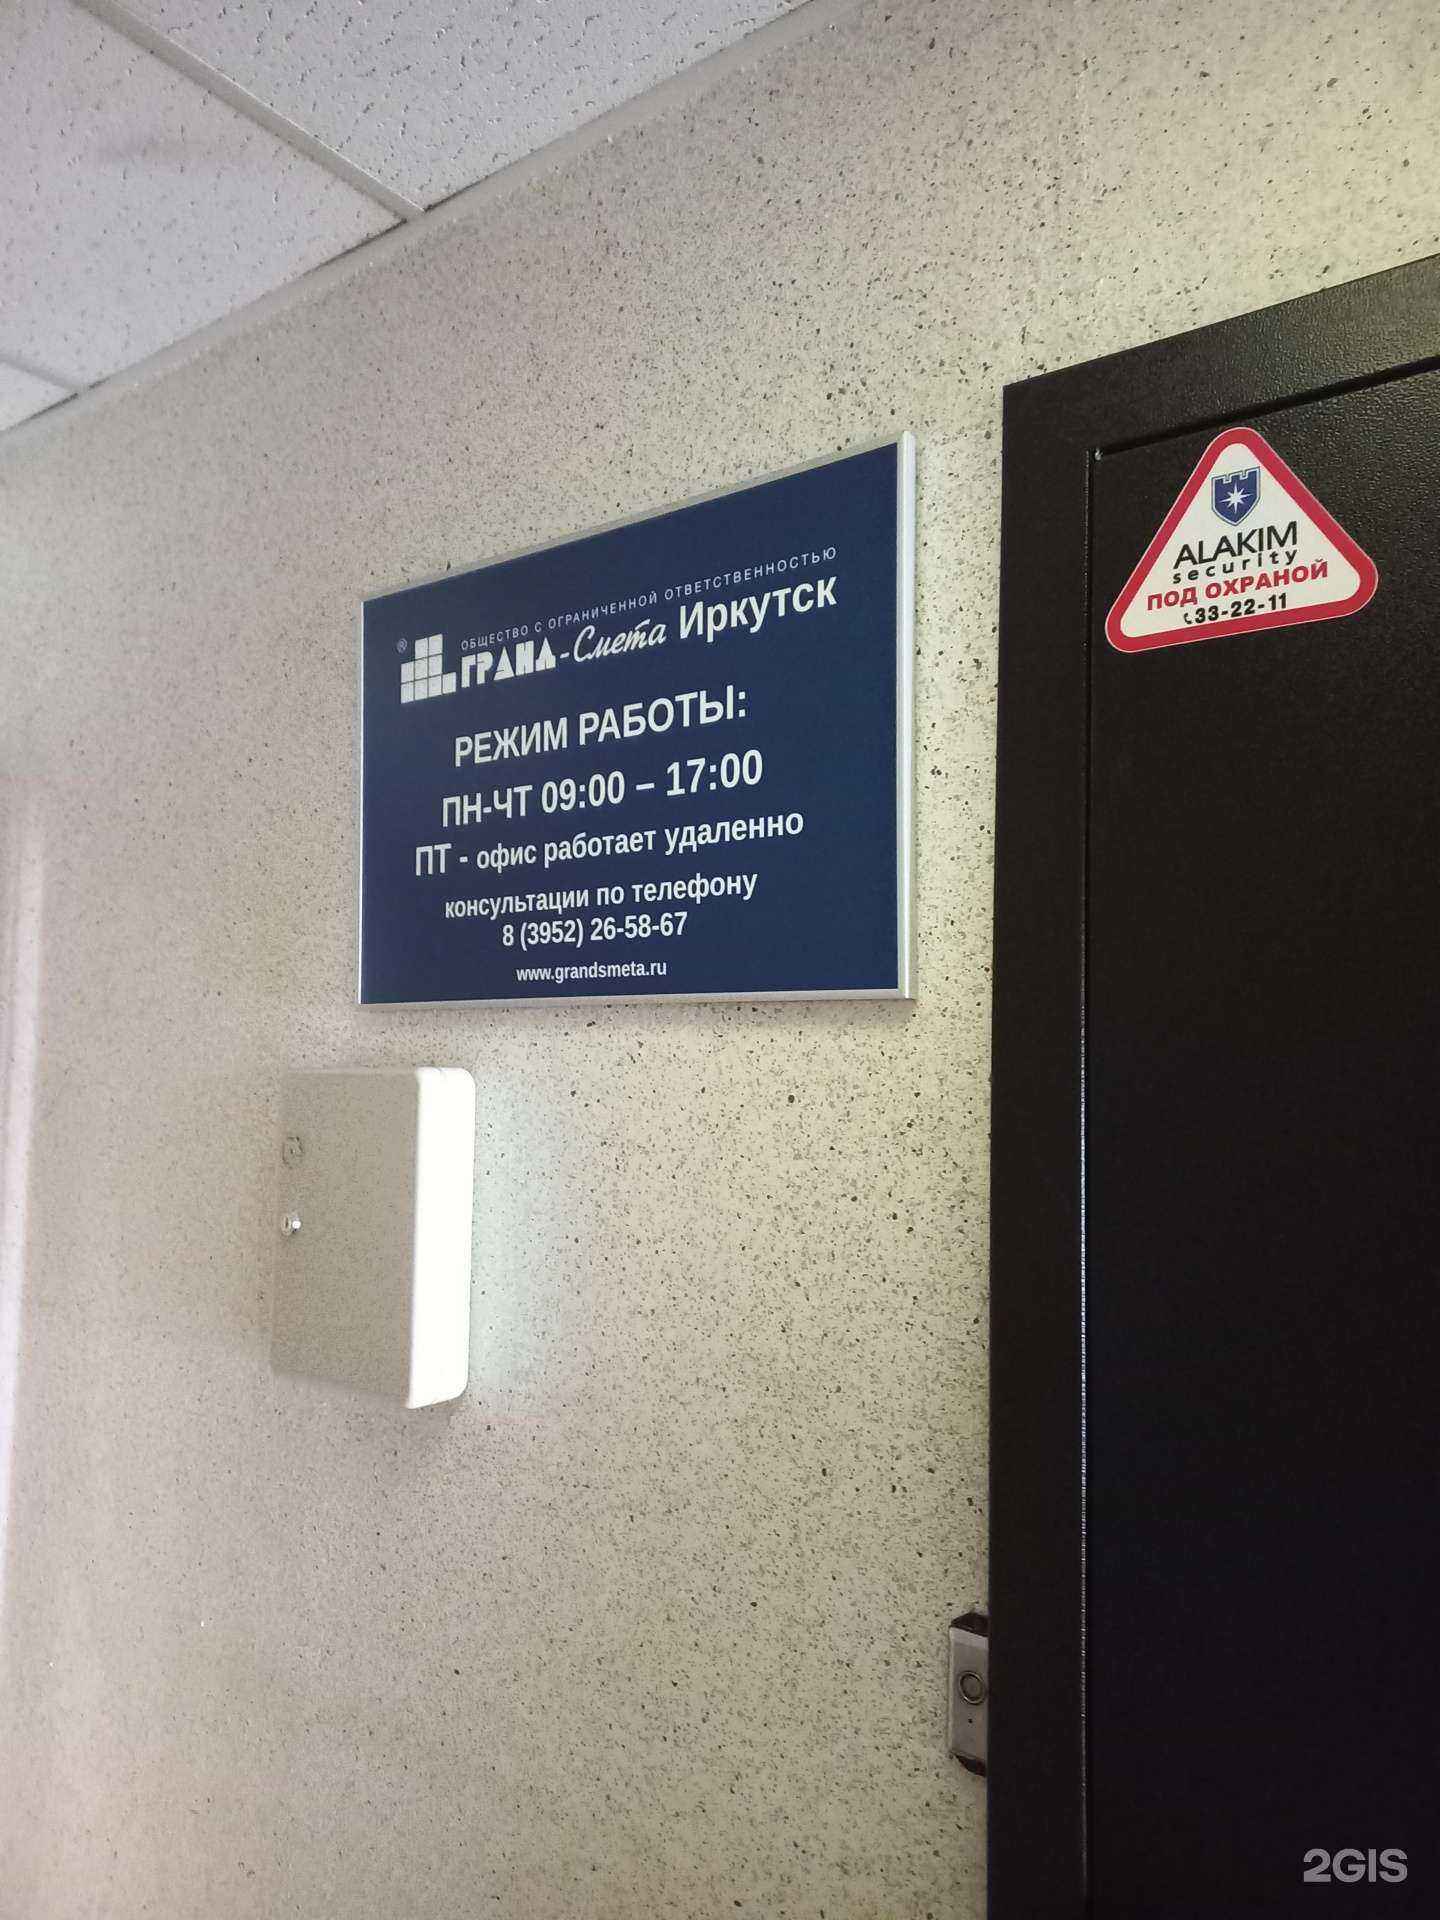 ОБЩЕСТВО С ОГРАНИЧЕННОЙ ОТВЕТСТВЕННОСТЬЮ
® ГРАНД-Смета Иркутск
РЕЖИМ РАБОТЫ:
ПН-ЧТ 09:00 – 17:00
ПТ - офис работает удаленно
консультации по телефону
8 (3952) 26-58-67
www.grandsmeta.ru
ALAKIM
security
ПОД ОХРАНОЙ
33-22-11
2GIS